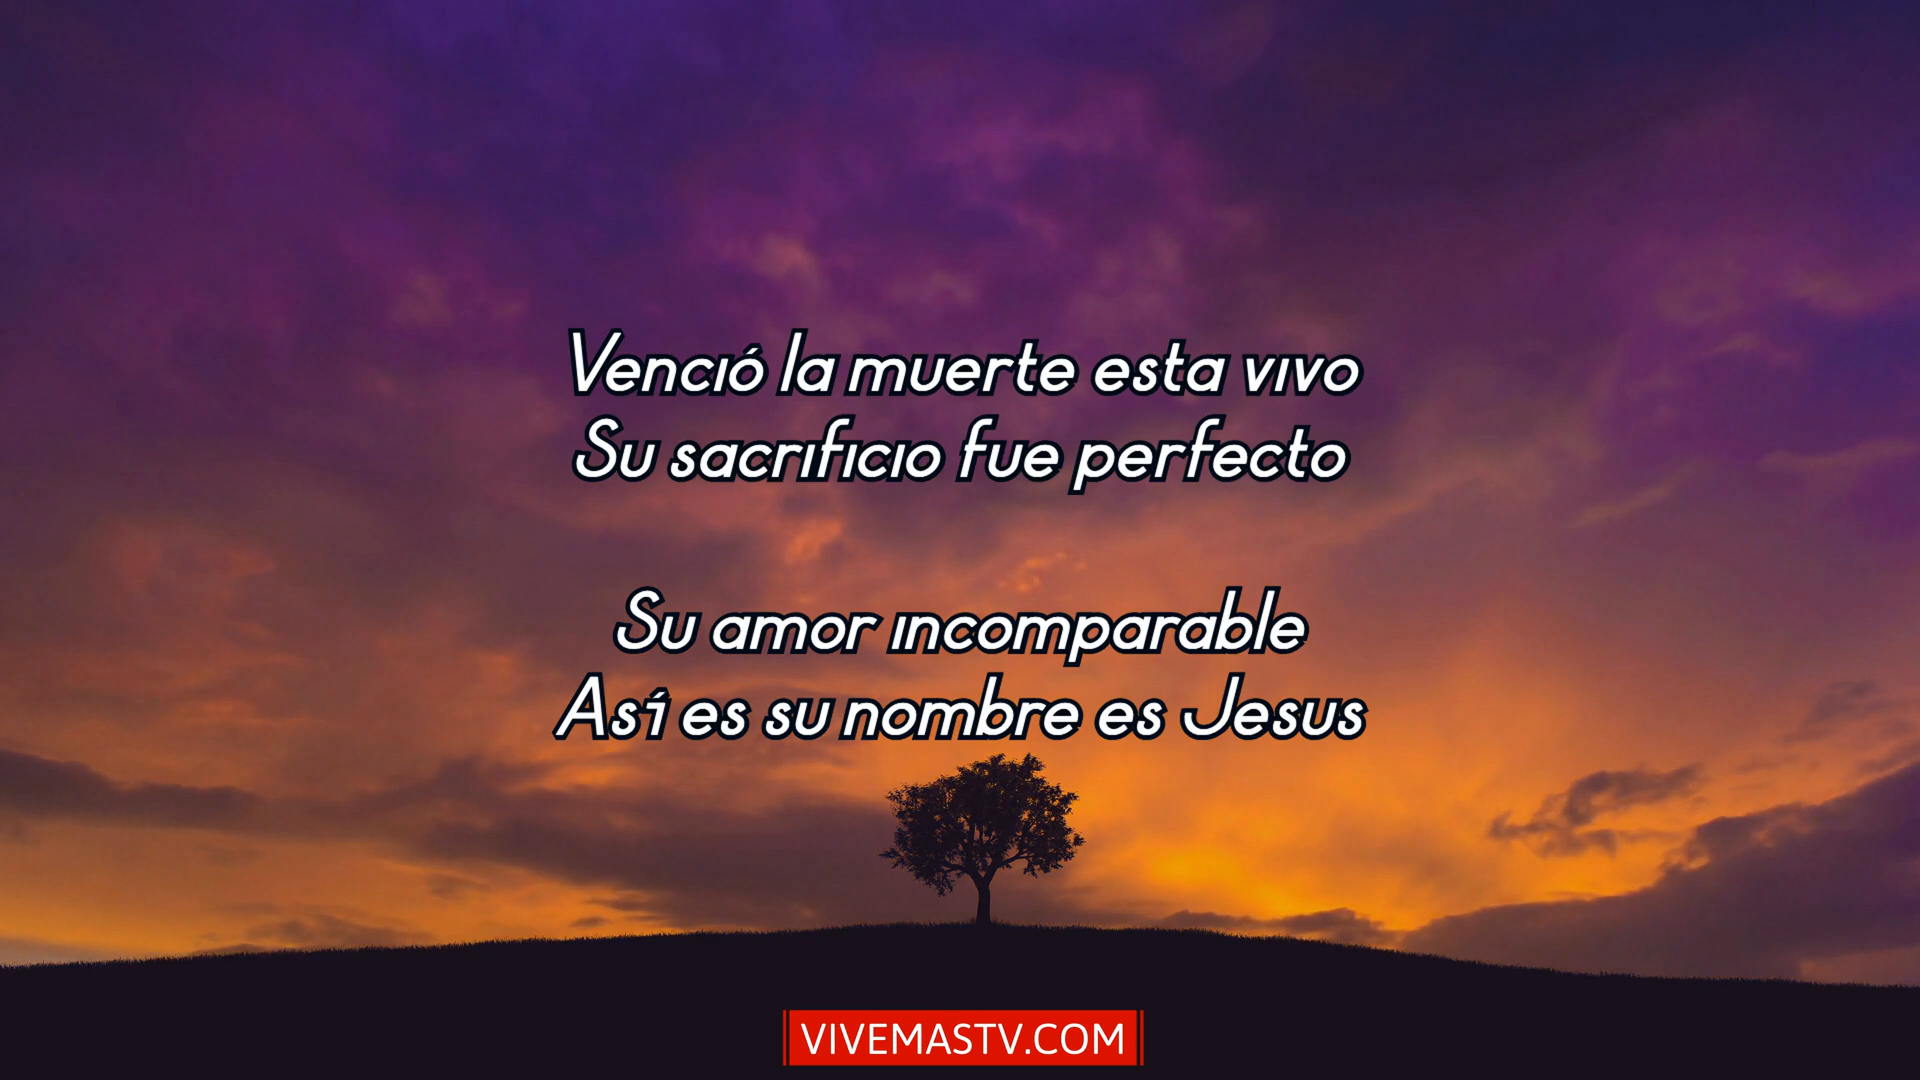 Venció la muerte esta vivo
Su sacrificio fue perfecto
Su amor incomparable
Así es su nombre es Jesus
VIVEMASTV.COM